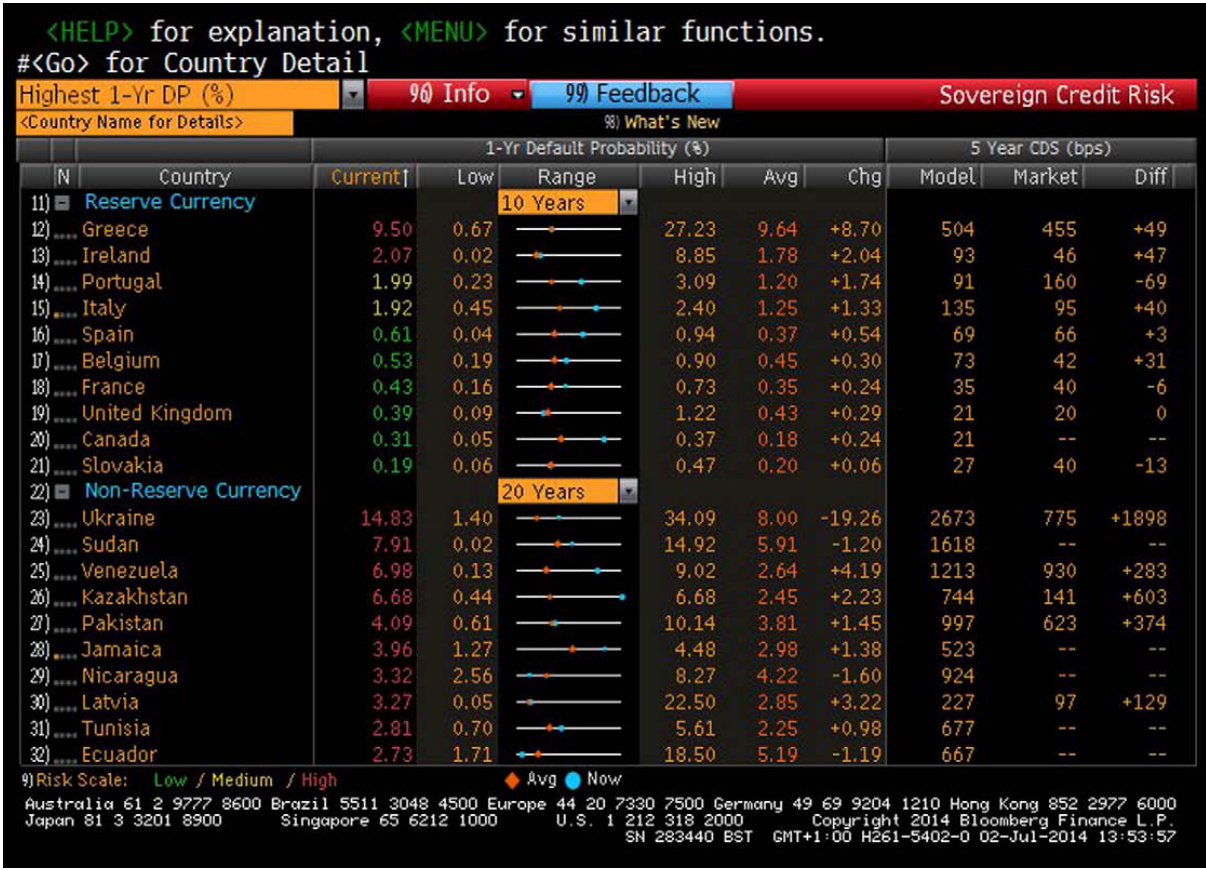 <HELP> for explanation, <MENU> for similar functions.
#<Go> for Country Detail
Highest 1-Yr DP (%) 96) Info 99) Feedback Sovereign Credit Risk
<Country Name for Details> 98) What's New
1-Yr Default Probability (%) 5 Year CDS (bps)
N Country Current↑ Low Range High Avg Chg Model Market Diff
11) Reserve Currency 10 Years
12) Greece 9.50 0.67 27.23 9.64 +8.70 504 455 +49
13) Ireland 2.07 0.02 8.85 1.78 +2.04 93 46 +47
14) Portugal 1.99 0.23 3.09 1.20 +1.74 91 160 -69
15) Italy 1.92 0.45 2.40 1.25 +1.33 135 95 +40
16) Spain 0.61 0.04 0.94 0.37 +0.54 69 66 +3
17) Belgium 0.53 0.19 0.90 0.45 +0.30 73 42 +31
18) France 0.43 0.16 0.73 0.35 +0.24 35 40 -6
19) United Kingdom 0.39 0.09 1.22 0.43 +0.29 21 20 0
20) Canada 0.31 0.05 0.37 0.18 +0.24 21 -- --
21) Slovakia 0.19 0.06 0.47 0.20 +0.06 27 40 -13
22) Non-Reserve Currency 20 Years
23) Ukraine 14.83 1.40 34.09 8.00 -19.26 2673 775 +1898
24) Sudan 7.91 0.02 14.92 5.91 -1.20 1618 -- --
25) Venezuela 6.98 0.13 9.02 2.64 +4.19 1213 930 +283
26) Kazakhstan 6.68 0.44 6.68 2.45 +2.23 744 141 +603
27) Pakistan 4.09 0.61 10.14 3.81 +1.45 997 623 +374
28) Jamaica 3.96 1.27 4.48 2.98 +1.38 523 -- --
29) Nicaragua 3.32 2.56 8.27 4.22 -1.60 924 -- --
30) Latvia 3.27 0.05 22.50 2.85 +3.22 227 97 +129
31) Tunisia 2.81 0.70 5.61 2.25 +0.98 677 -- --
32) Ecuador 2.73 1.71 18.50 5.19 -1.19 667 -- --
9) Risk Scale: Low / Medium / High Avg Now
Australia 61 2 9777 8600 Brazil 5511 3048 4500 Europe 44 20 7330 7500 Germany 49 69 9204 1210 Hong Kong 852 2977 6000
Japan 81 3 3201 8900 Singapore 65 6212 1000 U.S. 1 212 318 2000 Copyright 2014 Bloomberg Finance L.P.
SN 283440 BST GMT+1:00 H261-5402-0 02-Jul-2014 13:53:57